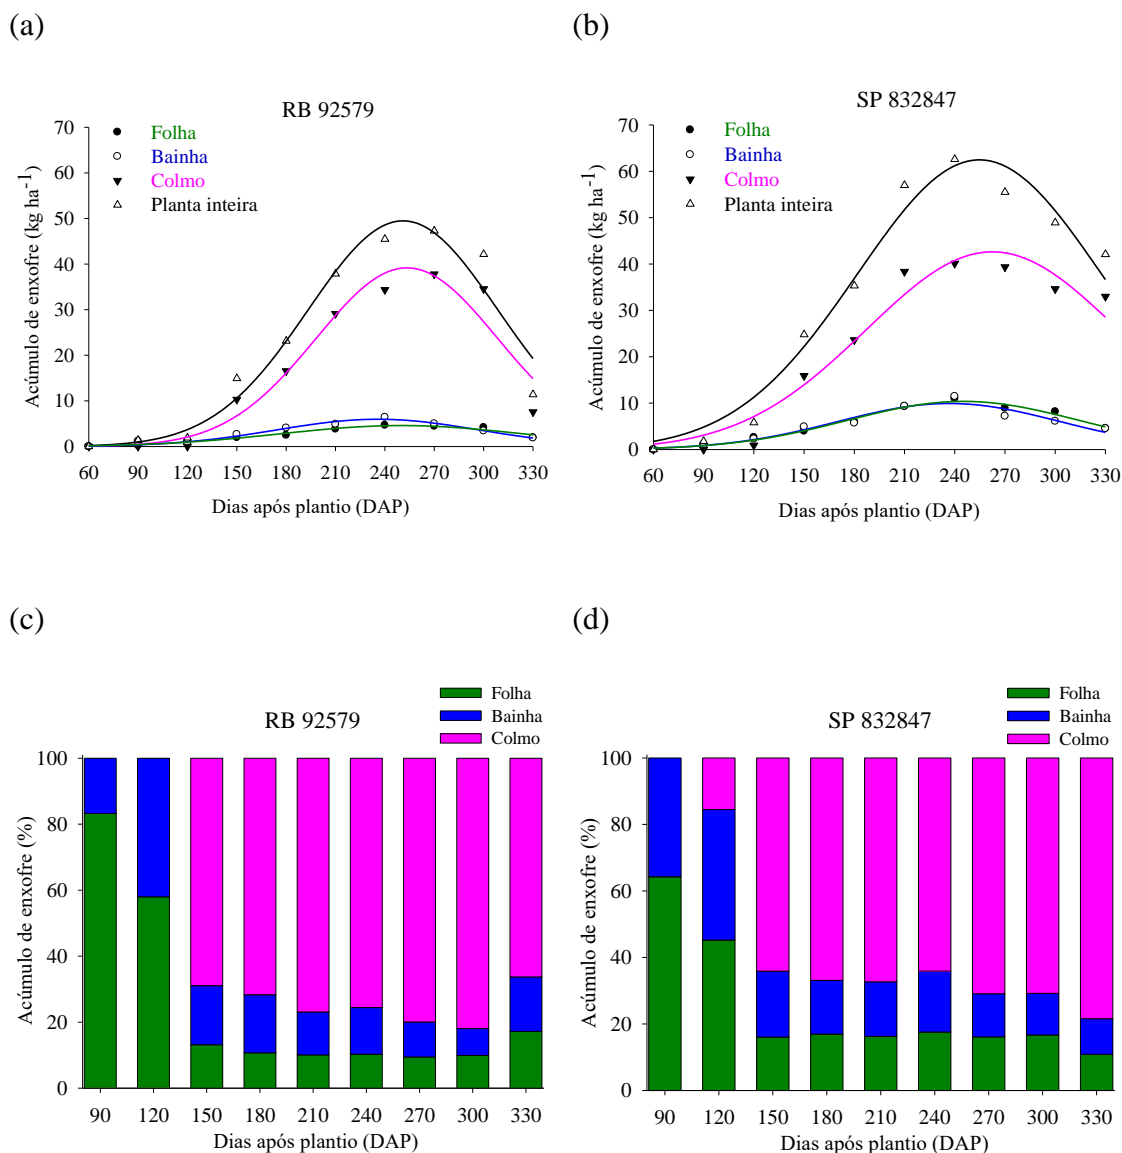 (a)
RB 92579
Folha
Bainha
Colmo
Planta inteira
Acúmulo de enxofre (kg ha-1)
70
60
50
40
30
20
10
0
60 90 120 150 180 210 240 270 300 330
Dias após plantio (DAP)
(b)
SP 832847
Folha
Bainha
Colmo
Planta inteira
Acúmulo de enxofre (kg ha-1)
70
60
50
40
30
20
10
0
60 90 120 150 180 210 240 270 300 330
Dias após plantio (DAP)
(c)
Folha
Bainha
Colmo
RB 92579
Acúmulo de enxofre (%)
100
80
60
40
20
0
90 120 150 180 210 240 270 300 330
Dias após plantio (DAP)
(d)
Folha
Bainha
Colmo
SP 832847
Acúmulo de enxofre (%)
100
80
60
40
20
0
90 120 150 180 210 240 270 300 330
Dias após plantio (DAP)